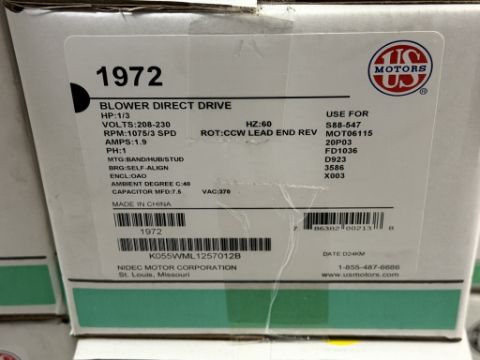 1972
US
MOTORS
®
BLOWER DIRECT DRIVE
HP:1/3
USE FOR
VOLTS:208-230 HZ:60 S88-547
RPM:1075/3 SPD ROT:CCW LEAD END REV MOT06115
AMPS:1.9 20P03
PH:1 FD1036
MTG:BAND/HUB/STUD D923
BRG:SELF-ALIGN 3586
ENCL:OAO X003
AMBIENT DEGREE C:40
CAPACITOR MFD:7.5 VAC:370
MADE IN CHINA
1972
7 86302 00213 8
K055WML1257012B
DATE:D24KM
NIDEC MOTOR CORPORATION 1-855-487-6686
St. Louis, Missouri www.usmotors.com